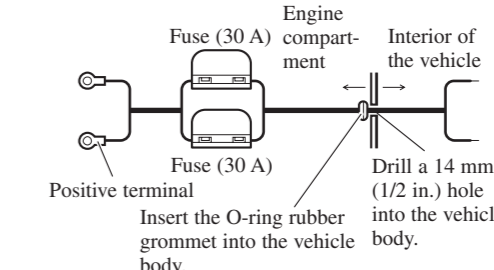 Engine
compart-
ment
Fuse (30 A)
Interior of
the vehicle
Fuse (30 A)
Positive terminal
Insert the O-ring rubber
grommet into the vehicle
body.
Drill a 14 mm
(1/2 in.) hole
into the vehicl
body.